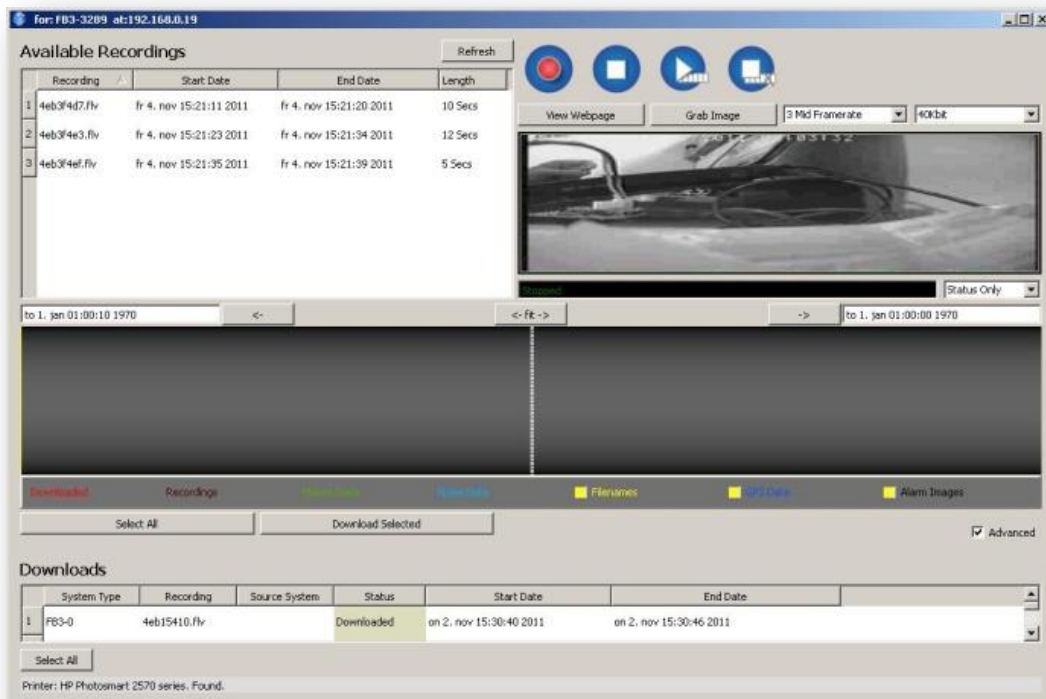 for: FB3-3289 at:192.168.0.19
Available Recordings
Refresh
Recording Start Date End Date Length
1 4eb3f4d7.flv fr 4. nov 15:21:11 2011 fr 4. nov 15:21:20 2011 10 Secs
2 4eb3f4e3.flv fr 4. nov 15:21:23 2011 fr 4. nov 15:21:34 2011 12 Secs
3 4eb3f4ef.flv fr 4. nov 15:21:35 2011 fr 4. nov 15:21:39 2011 5 Secs
View Webpage Grab Image 3 Mid Framerate 40Kbit
Stopped Status Only
to 1. jan 01:00:10 1970 <- <- fit -> -> to 1. jan 01:00:00 1970
Downloaded Recordings Filenames GPS Data Alarm Images
Select All Download Selected
Advanced
Downloads
System Type Recording Source System Status Start Date End Date
1 FB3-0 4eb15410.flv Downloaded on 2. nov 15:30:40 2011 on 2. nov 15:30:46 2011
Select All
Printer: HP Photosmart 2570 series. Found.